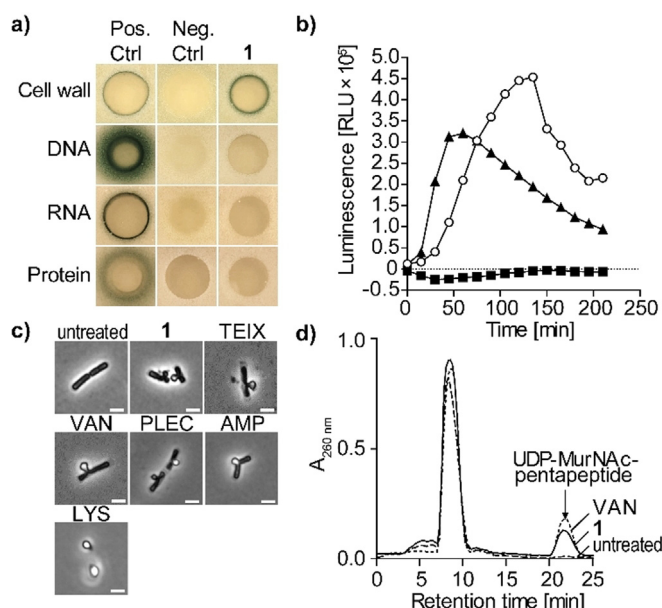 a)
Pos. Ctrl
Neg. Ctrl
1
Cell wall
DNA
RNA
Protein
b)
Luminescence [RLU × 10⁵]
5.0
4.5
4.0
3.5
3.0
2.5
2.0
1.5
1.0
0.5
0
−0.5
0 50 100 150 200
Time [min]
c)
untreated 1 TEIX
VAN PLEC AMP
LYS
d)
A260 nm
1.0
0.5
0.0
UDP-MurNAc-
pentapeptide
VAN
1
untreated
0 5 10 15 20 25
Retention time [min]